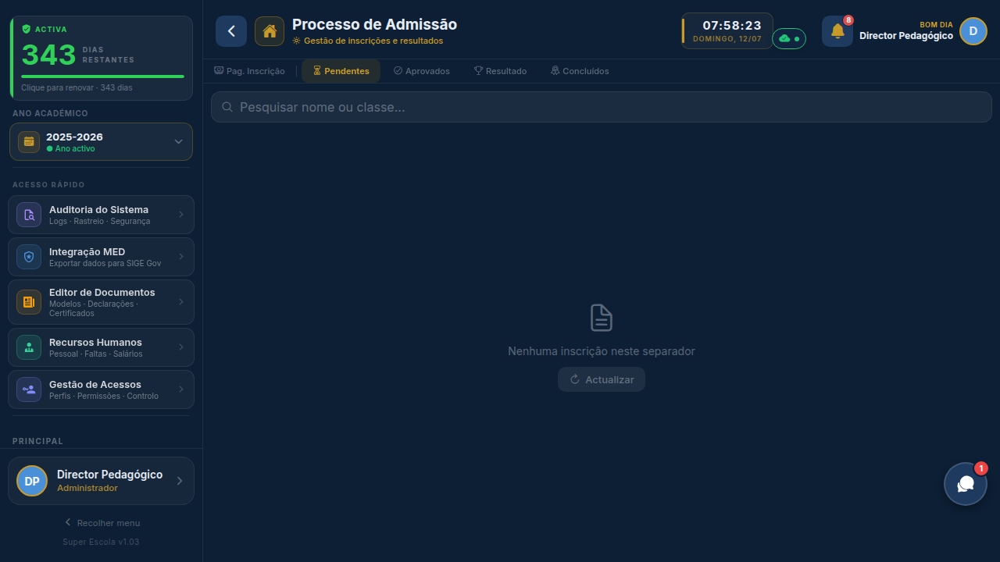 ACTIVA
343 DIAS RESTANTES
Clique para renovar · 343 dias
ANO ACADÉMICO
2025-2026
Ano activo
ACESSO RÁPIDO
Auditoria do Sistema
Logs · Rastreio · Segurança
Integração MED
Exportar dados para SIGE Gov
Editor de Documentos
Modelos · Declarações ·
Certificados
Recursos Humanos
Pessoal · Faltas · Salários
Gestão de Acessos
Perfis · Permissões · Controlo
PRINCIPAL
DP
Director Pedagógico
Administrador
Recolher menu
Super Escola v1.03
Processo de Admissão
Gestão de inscrições e resultados
07:58:23
DOMINGO, 12/07
8
BOM DIA
Director Pedagógico
D
Pag. Inscrição
Pendentes
Aprovados
Resultado
Concluídos
Pesquisar nome ou classe...
Nenhuma inscrição neste separador
Actualizar
1